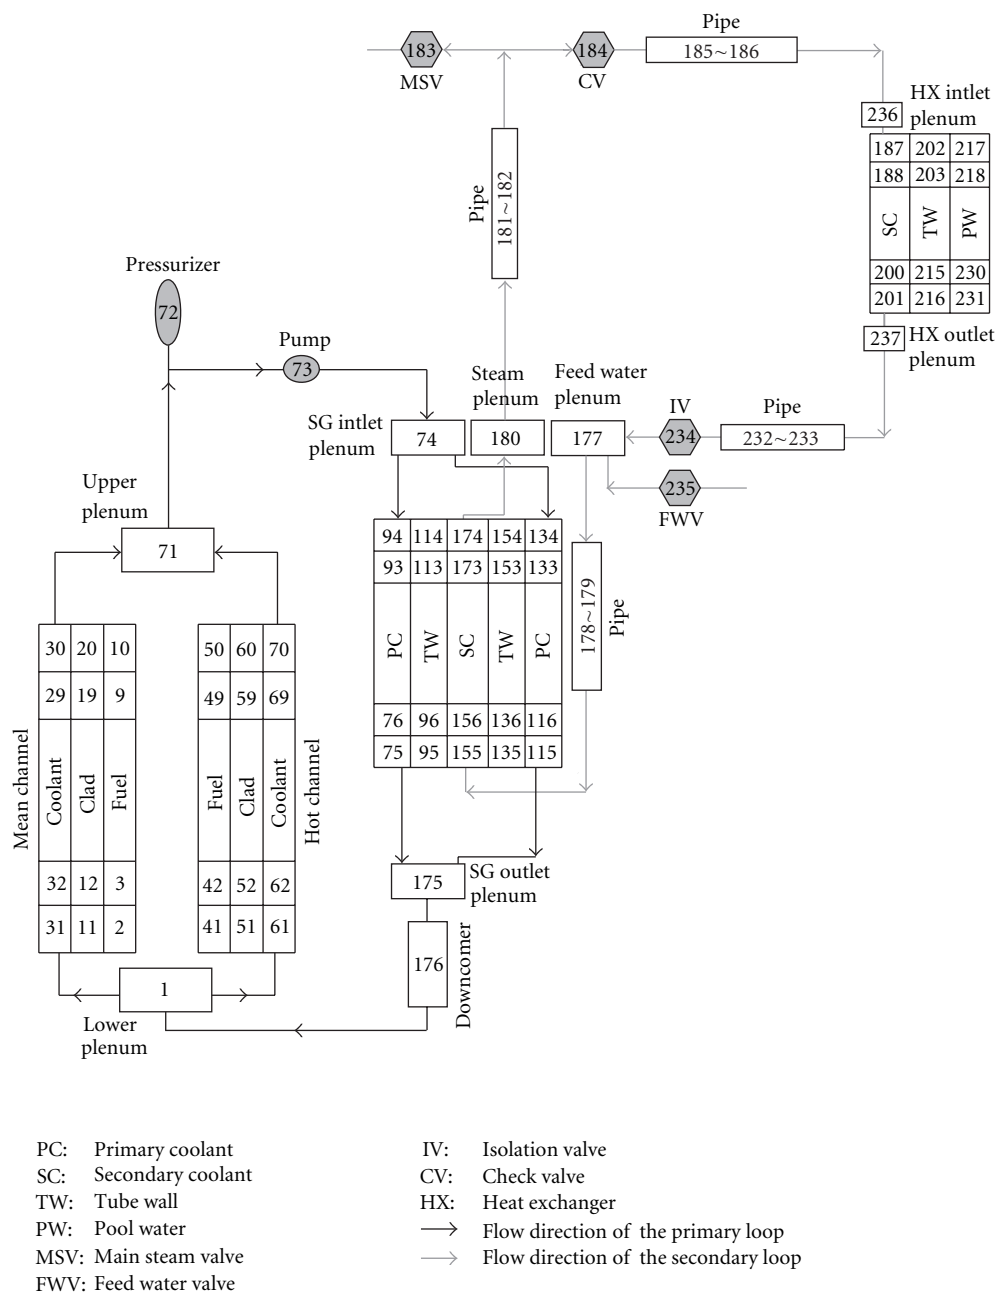 Pipe
183
184
185~186
MSV
CV
HX intlet
plenum
236
187 202 217
188 203 218
SC TW PW
200 215 230
201 216 231
237
HX outlet
plenum
Pipe
181~182
Pressurizer
72
Pump
73
Steam
plenum
Feed water
plenum
SG intlet
plenum
74
180
177
IV
234
Pipe
232~233
235
FWV
Upper
plenum
71
94 114 174 154 134
93 113 173 153 133
PC TW SC TW PC
76 96 156 136 116
75 95 155 135 115
178~179
Pipe
30 20 10
29 19 9
Coolant Clad Fuel
32 12 3
31 11 2
Mean channel
50 60 70
49 59 69
Fuel Clad Coolant
42 52 62
41 51 61
Hot channel
175
SG outlet
plenum
176
Downcomer
1
Lower
plenum
PC: Primary coolant
SC: Secondary coolant
TW: Tube wall
PW: Pool water
MSV: Main steam valve
FWV: Feed water valve
IV: Isolation valve
CV: Check valve
HX: Heat exchanger
Flow direction of the primary loop
Flow direction of the secondary loop